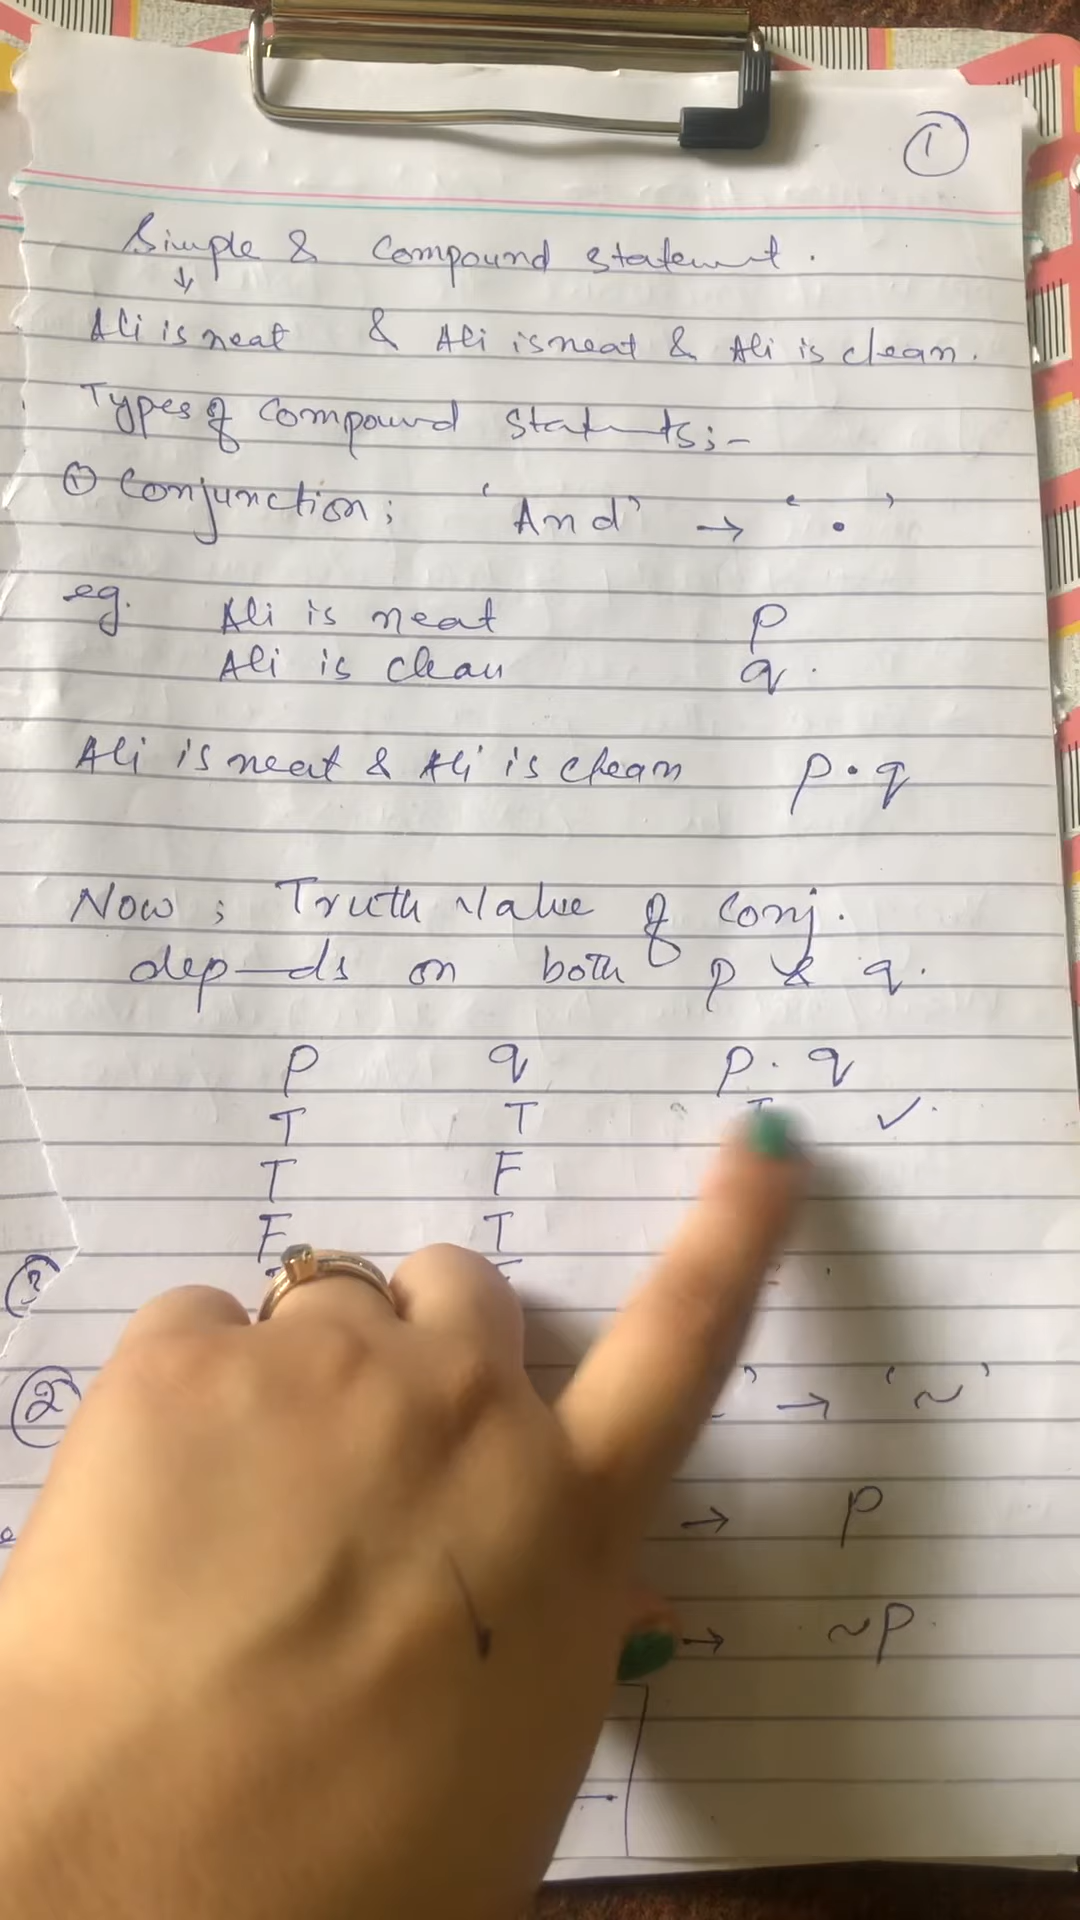 1
Simple & Compound Statement.
↓
Ali is neat & Ali is neat & Ali is clean.
Types of Compound Statements:-
① Conjunction; 'And' → '•'
eg. Ali is neat p
Ali is clean q.
Ali is neat & Ali is clean p • q
Now; Truth Value of Conj.
depends on both p & q.
p q p . q
T T T ✓.
T F
F T
3
2 ' → '~'
→ p
→ ~p.